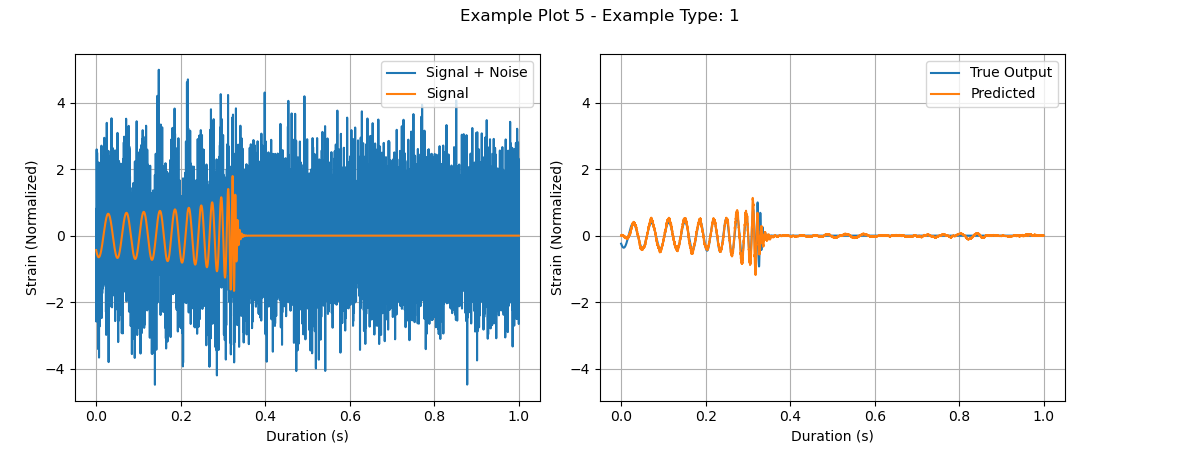 Example Plot 5 - Example Type: 1
Signal + Noise
Signal
4
2
0
−2
−4
Strain (Normalized)
0.0 0.2 0.4 0.6 0.8 1.0
Duration (s)
True Output
Predicted
4
2
0
−2
−4
Strain (Normalized)
0.0 0.2 0.4 0.6 0.8 1.0
Duration (s)